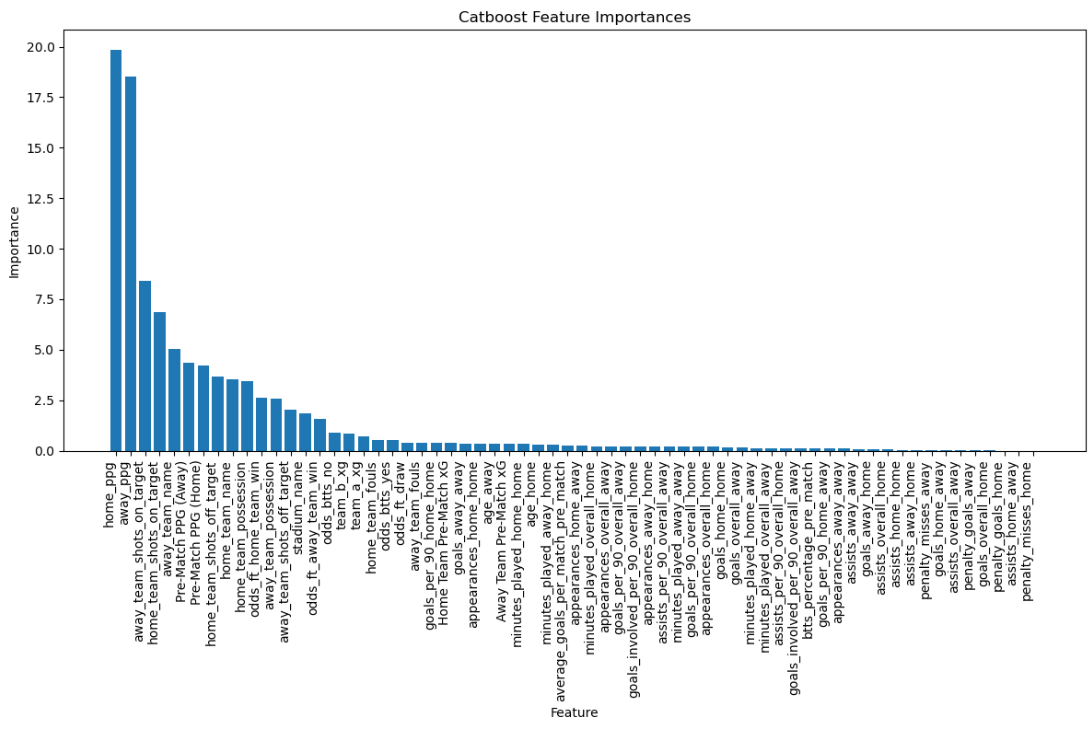 Catboost Feature Importances
Importance
20.0
17.5
15.0
12.5
10.0
7.5
5.0
2.5
0.0
home_ppg
away_ppg
away_team_shots_on_target
home_team_shots_on_target
away_team_name
Pre-Match PPG (Away)
Pre-Match PPG (Home)
home_team_shots_off_target
home_team_name
home_team_possession
odds_ft_home_team_win
away_team_possession
away_team_shots_off_target
stadium_name
odds_ft_away_team_win
odds_btts_no
team_b_xg
team_a_xg
home_team_fouls
odds_btts_yes
odds_ft_draw
away_team_fouls
goals_per_90_home_home
Home Team Pre-Match xG
goals_away_away
appearances_home_home
age_away
Away Team Pre-Match xG
minutes_played_home_home
age_home
minutes_played_away_home
average_goals_per_match_pre_match
appearances_home_away
minutes_played_overall_home
appearances_overall_away
goals_per_90_overall_away
goals_involved_per_90_overall_home
appearances_away_home
assists_per_90_overall_away
minutes_played_away_away
goals_per_90_overall_home
appearances_overall_home
goals_home_home
goals_overall_away
minutes_played_home_away
minutes_played_overall_away
assists_per_90_overall_home
goals_involved_per_90_overall_away
btts_percentage_pre_match
goals_per_90_home_away
appearances_away_away
assists_away_away
goals_away_home
assists_overall_home
assists_home_home
assists_away_home
penalty_misses_away
goals_home_away
assists_overall_away
penalty_goals_away
goals_overall_home
penalty_goals_home
assists_home_away
penalty_misses_home
Feature